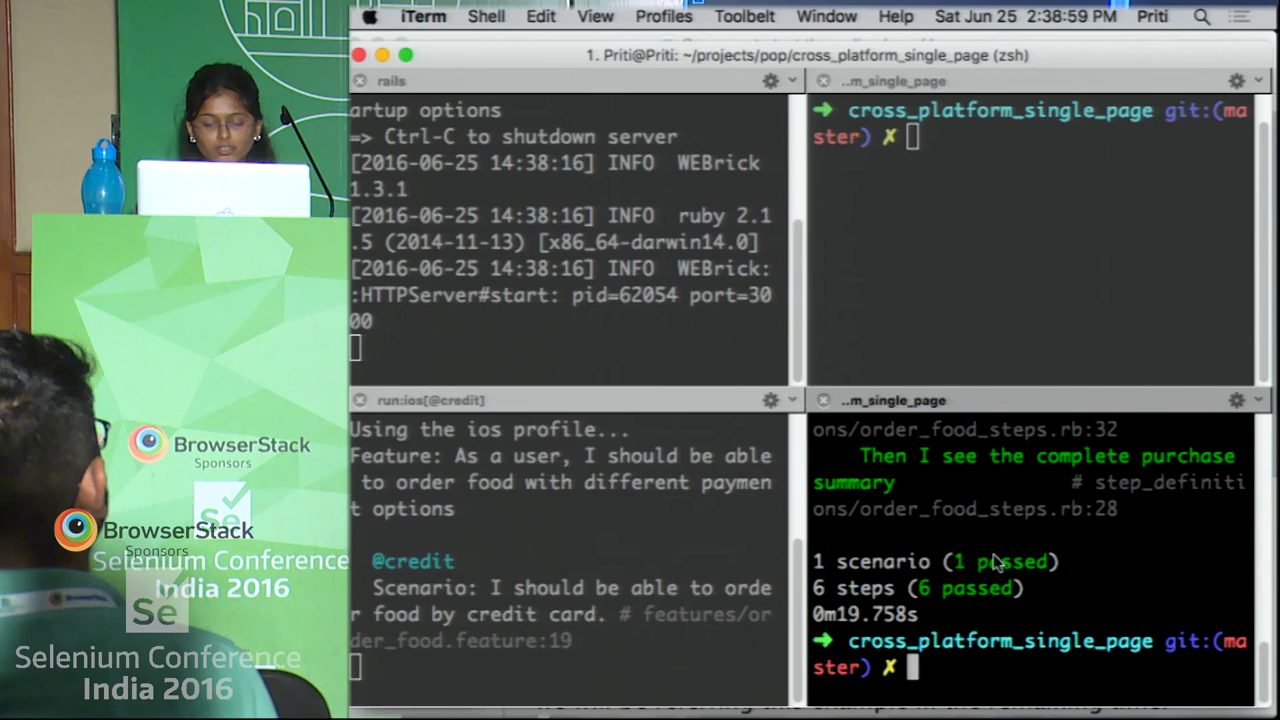 iTerm Shell Edit View Profiles Toolbelt Window Help Sat Jun 25 2:38:59 PM Priti
1. Priti@Priti: ~/projects/pop/cross_platform_single_page (zsh)
rails
artup options
=> Ctrl-C to shutdown server
[2016-06-25 14:38:16] INFO WEBrick
1.3.1
[2016-06-25 14:38:16] INFO ruby 2.1
.5 (2014-11-13) [x86_64-darwin14.0]
[2016-06-25 14:38:16] INFO WEBrick:
:HTTPServer#start: pid=62054 port=30
00
..m_single_page
➜ cross_platform_single_page git:(ma
ster) ✗
run:ios[@credit]
Using the ios profile...
Feature: As a user, I should be able
to order food with different paymen
t options
@credit
Scenario: I should be able to orde
r food by credit card. # features/or
der_food.feature:19
..m_single_page
ons/order_food_steps.rb:32
Then I see the complete purchase
summary # step_definiti
ons/order_food_steps.rb:28
1 scenario (1 passed)
6 steps (6 passed)
0m19.758s
➜ cross_platform_single_page git:(ma
ster) ✗
BrowserStack
Sponsors
Se
Selenium Conference
India 2016
BrowserStack
Sponsors
Se
Selenium Conference
India 2016